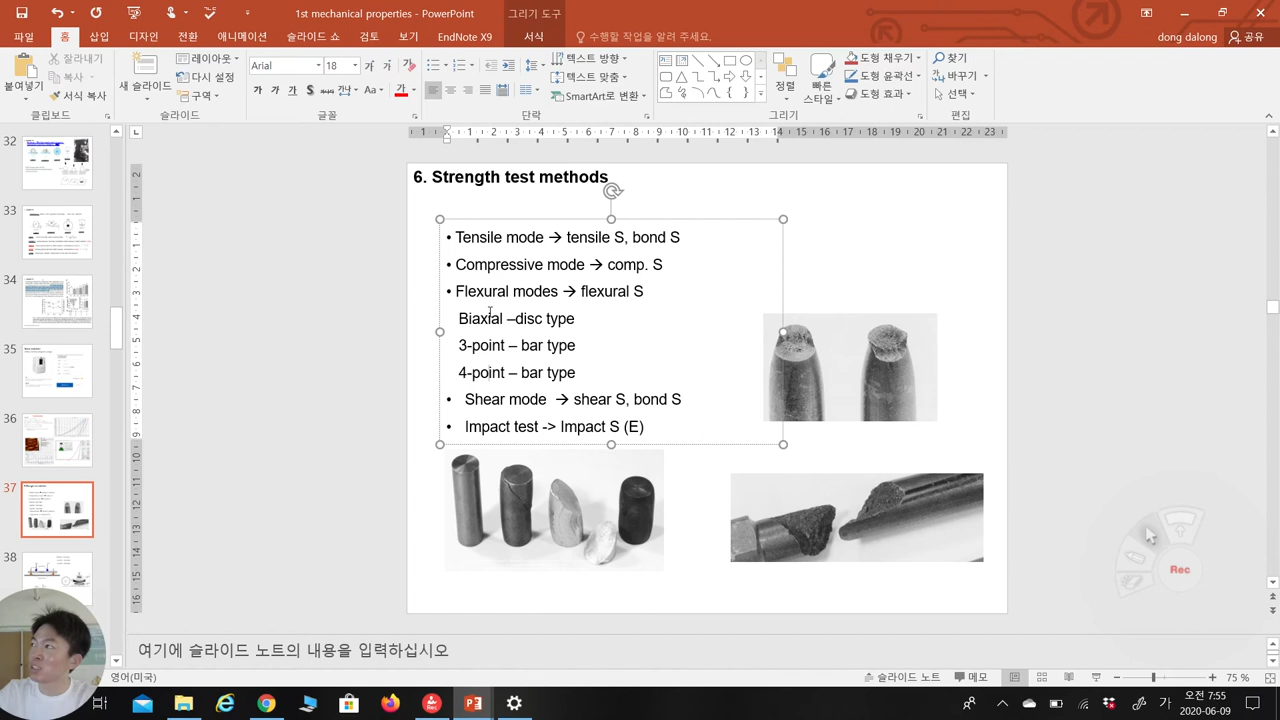 1st mechanical properties - PowerPoint
그리기 도구
파일 홈 삽입 디자인 전환 애니메이션 슬라이드 쇼 검토 보기 EndNote X9 서식 수행할 작업을 알려 주세요.
dong dalong 공유
붙여넣기 잘라내기 복사 서식 복사
새 슬라이드 레이아웃 다시 설정 구역
Arial 18
텍스트 방향 텍스트 맞춤 SmartArt로 변환
정렬 빠른 스타일 도형 채우기 도형 윤곽선 도형 효과
찾기 바꾸기 선택
클립보드 슬라이드 글꼴 단락 그리기 편집
32
33
34
35
36
37
38
6. Strength test methods
• Tensile mode → tensile S, bond S
• Compressive mode → comp. S
• Flexural modes → flexural S
Biaxial –disc type
3-point – bar type
4-point – bar type
• Shear mode → shear S, bond S
• Impact test -> Impact S (E)
Rec
여기에 슬라이드 노트의 내용을 입력하십시오
영어(미국) 슬라이드 노트 메모 75 %
오전 7:55
2020-06-09